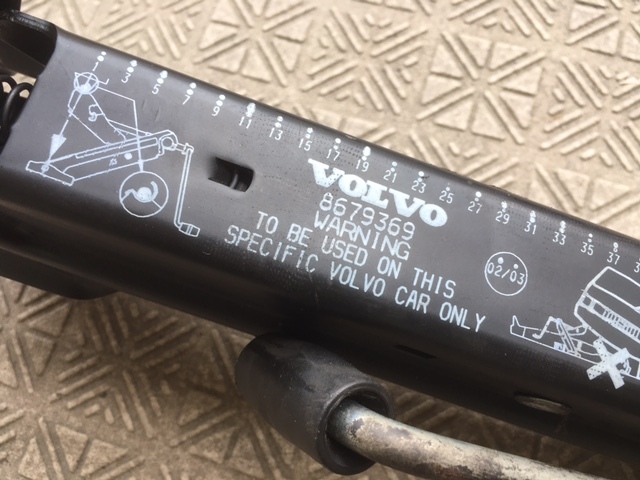 1 3 5 7 9 11 13 15 17 19 21 23 25 27 29 31 33 35 37
VOLVO
8679369
WARNING
TO BE USED ON THIS
SPECIFIC VOLVO CAR ONLY
02/03